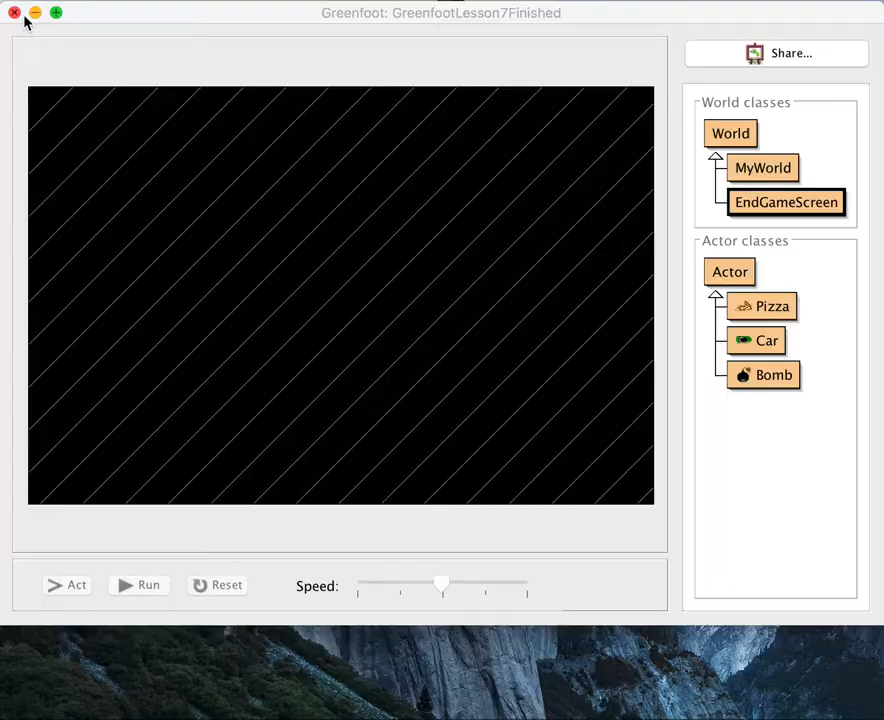 Greenfoot: GreenfootLesson7Finished
Share...
World classes
World
MyWorld
EndGameScreen
Actor classes
Actor
Pizza
Car
Bomb
Act
Run
Reset
Speed: